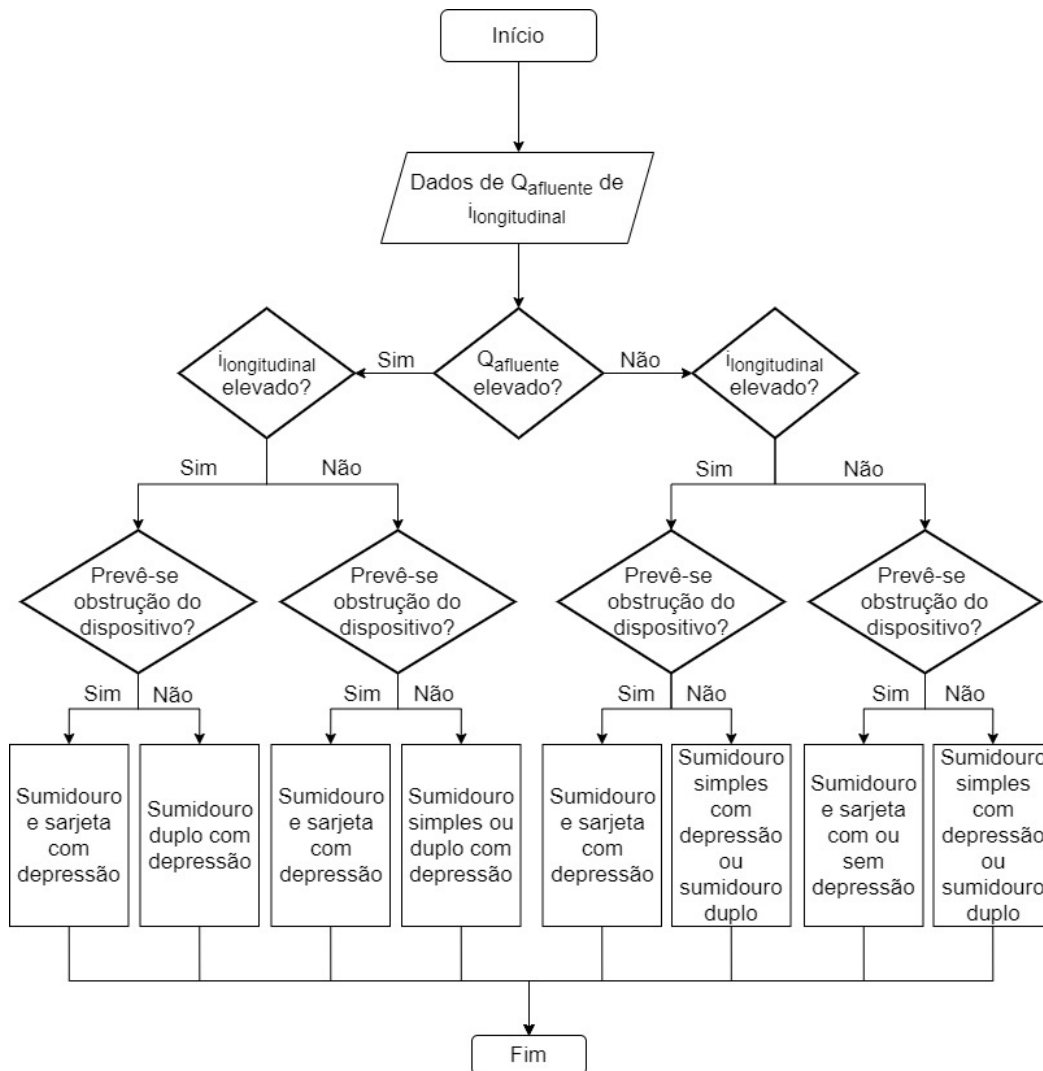 Início
Dados de Qafluente de
ilongitudinal
ilongitudinal
elevado?
Sim
Qafluente
elevado?
Não
ilongitudinal
elevado?
Sim
Não
Sim
Não
Prevê-se
obstrução do
dispositivo?
Prevê-se
obstrução do
dispositivo?
Prevê-se
obstrução do
dispositivo?
Prevê-se
obstrução do
dispositivo?
Sim
Não
Sim
Não
Sim
Não
Sim
Não
Sumidouro
e sarjeta
com
depressão
Sumidouro
duplo com
depressão
Sumidouro
e sarjeta
com
depressão
Sumidouro
simples ou
duplo com
depressão
Sumidouro
e sarjeta
com
depressão
Sumidouro
simples
com
depressão
ou
sumidouro
duplo
Sumidouro
e sarjeta
com ou
sem
depressão
Sumidouro
simples
com
depressão
ou
sumidouro
duplo
Fim